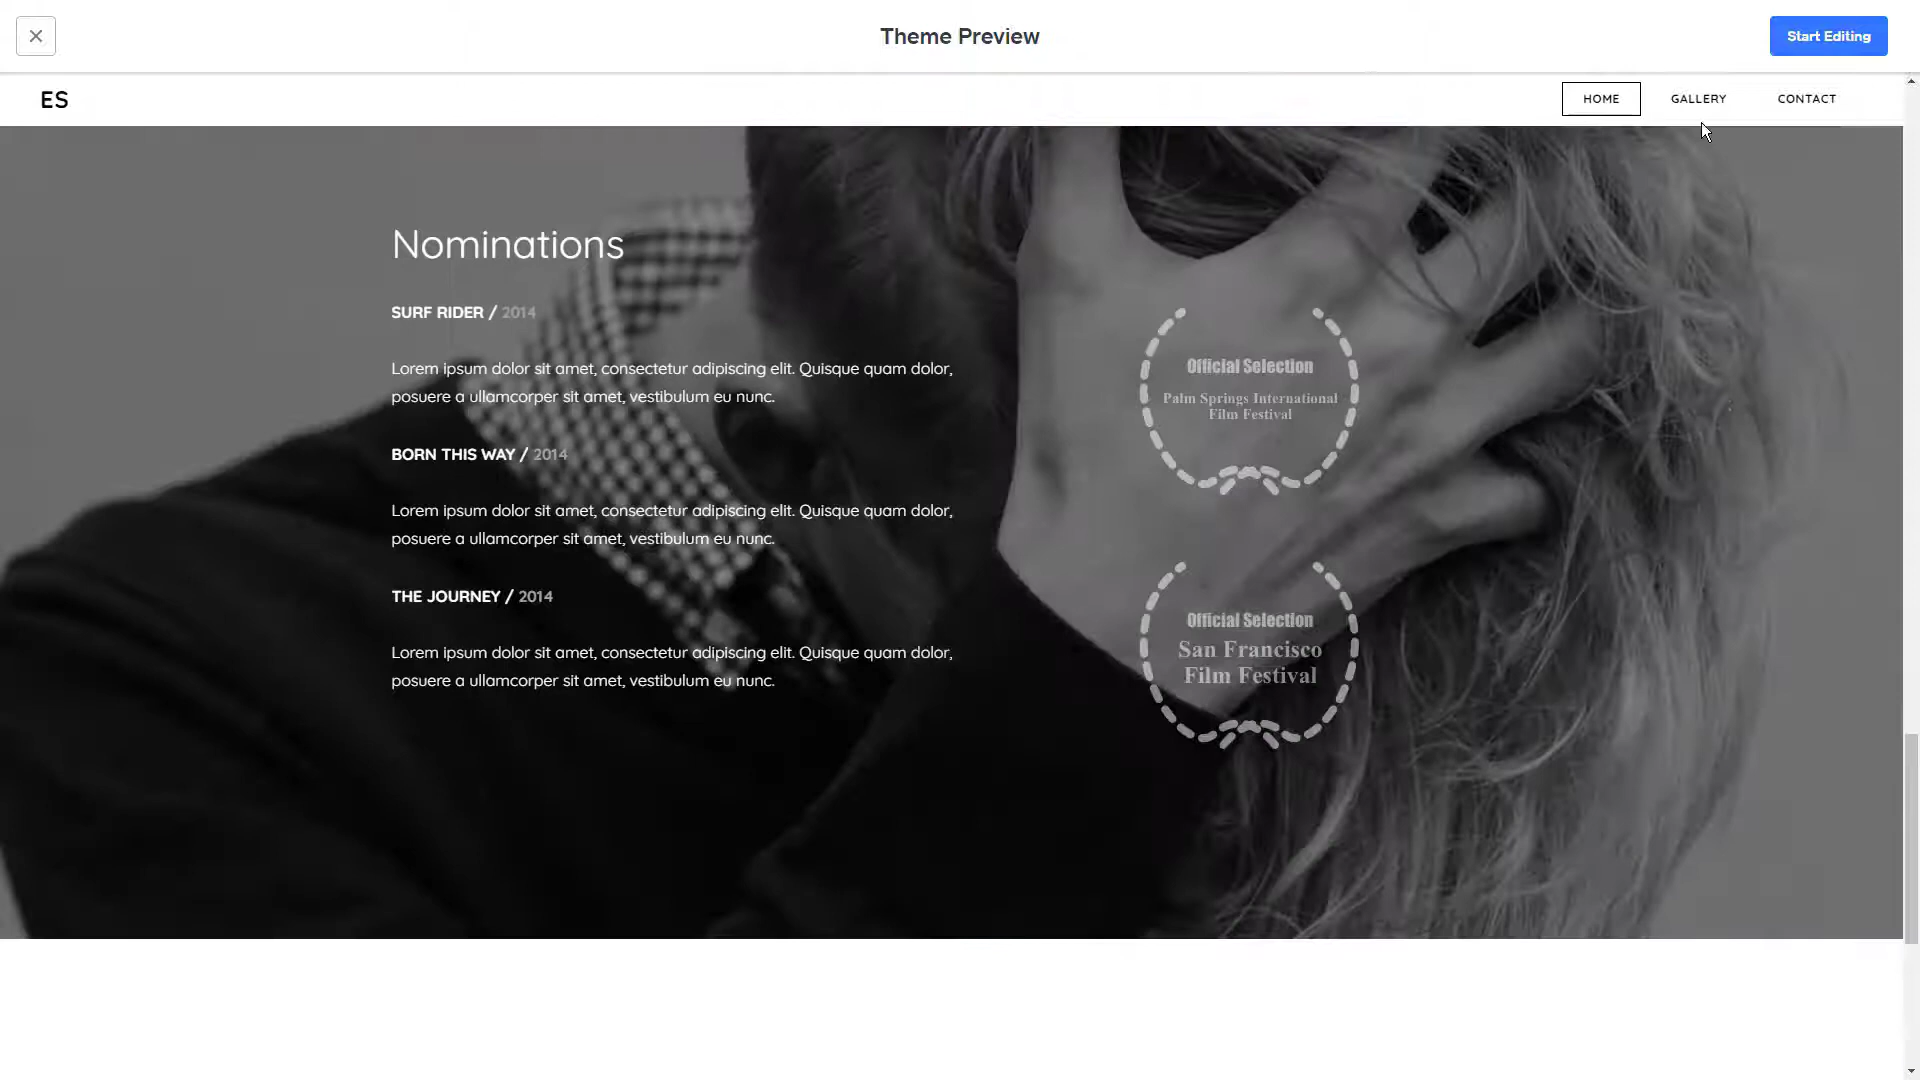 Theme Preview
Start Editing
ES
HOME
GALLERY
CONTACT
Nominations
SURF RIDER / 2014
Lorem ipsum dolor sit amet, consectetur adipiscing elit. Quisque quam dolor,
posuere a ullamcorper sit amet, vestibulum eu nunc.
BORN THIS WAY / 2014
Lorem ipsum dolor sit amet, consectetur adipiscing elit. Quisque quam dolor,
posuere a ullamcorper sit amet, vestibulum eu nunc.
THE JOURNEY / 2014
Lorem ipsum dolor sit amet, consectetur adipiscing elit. Quisque quam dolor,
posuere a ullamcorper sit amet, vestibulum eu nunc.
Official Selection
Palm Springs International
Film Festival
Official Selection
San Francisco
Film Festival